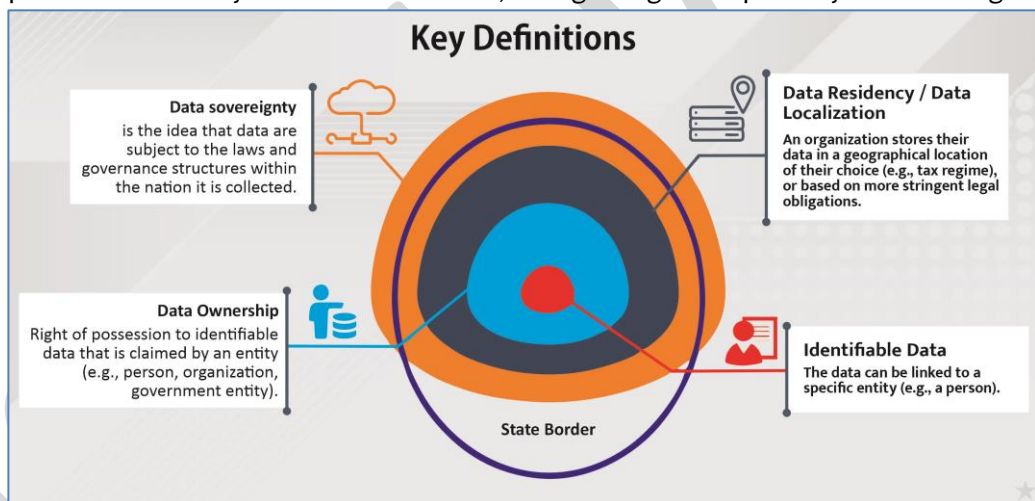 Key Definitions
Data sovereignty
is the idea that data are
subject to the laws and
governance structures within
the nation it is collected.
Data Residency / Data
Localization
An organization stores their
data in a geographical location
of their choice (e.g., tax regime),
or based on more stringent legal
obligations.
Data Ownership
Right of possession to identifiable
data that is claimed by an entity
(e.g., person, organization,
government entity).
Identifiable Data
The data can be linked to a
specific entity (e.g., a person).
State Border